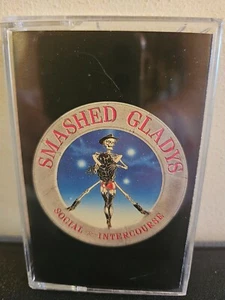 SMASHED GLADYS
SOCIAL INTERCOURSE